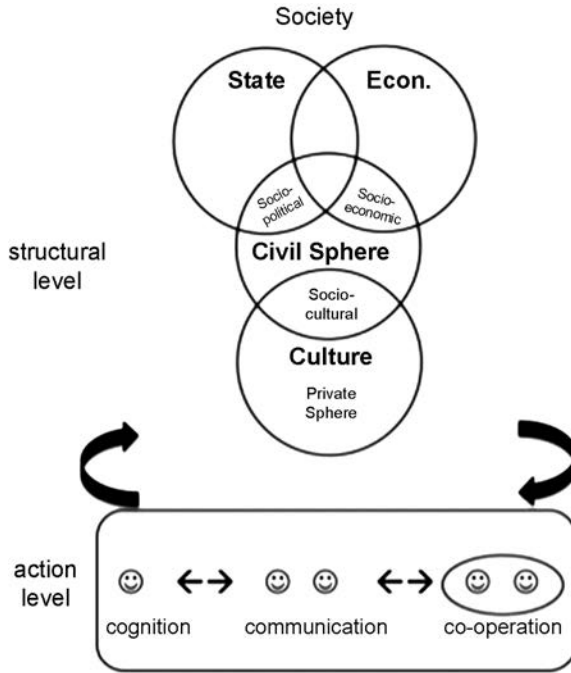 Society
State Econ.
Socio-
political
Socio-
economic
structural
level
Civil Sphere
Socio-
cultural
Culture
Private
Sphere
action
level
cognition communication co-operation